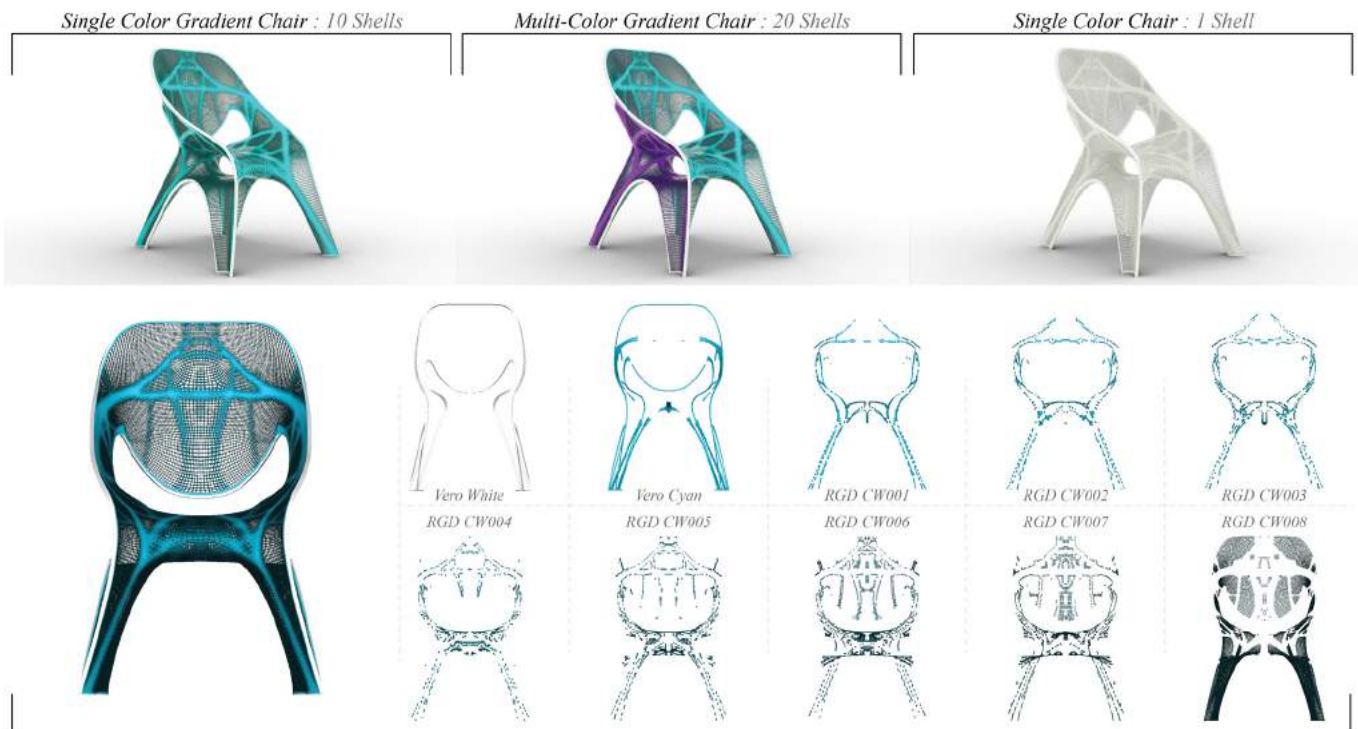 Single Color Gradient Chair : 10 Shells
Multi-Color Gradient Chair : 20 Shells
Single Color Chair : 1 Shell
Vero White
Vero Cyan
RGD CW001
RGD CW002
RGD CW003
RGD CW004
RGD CW005
RGD CW006
RGD CW007
RGD CW008